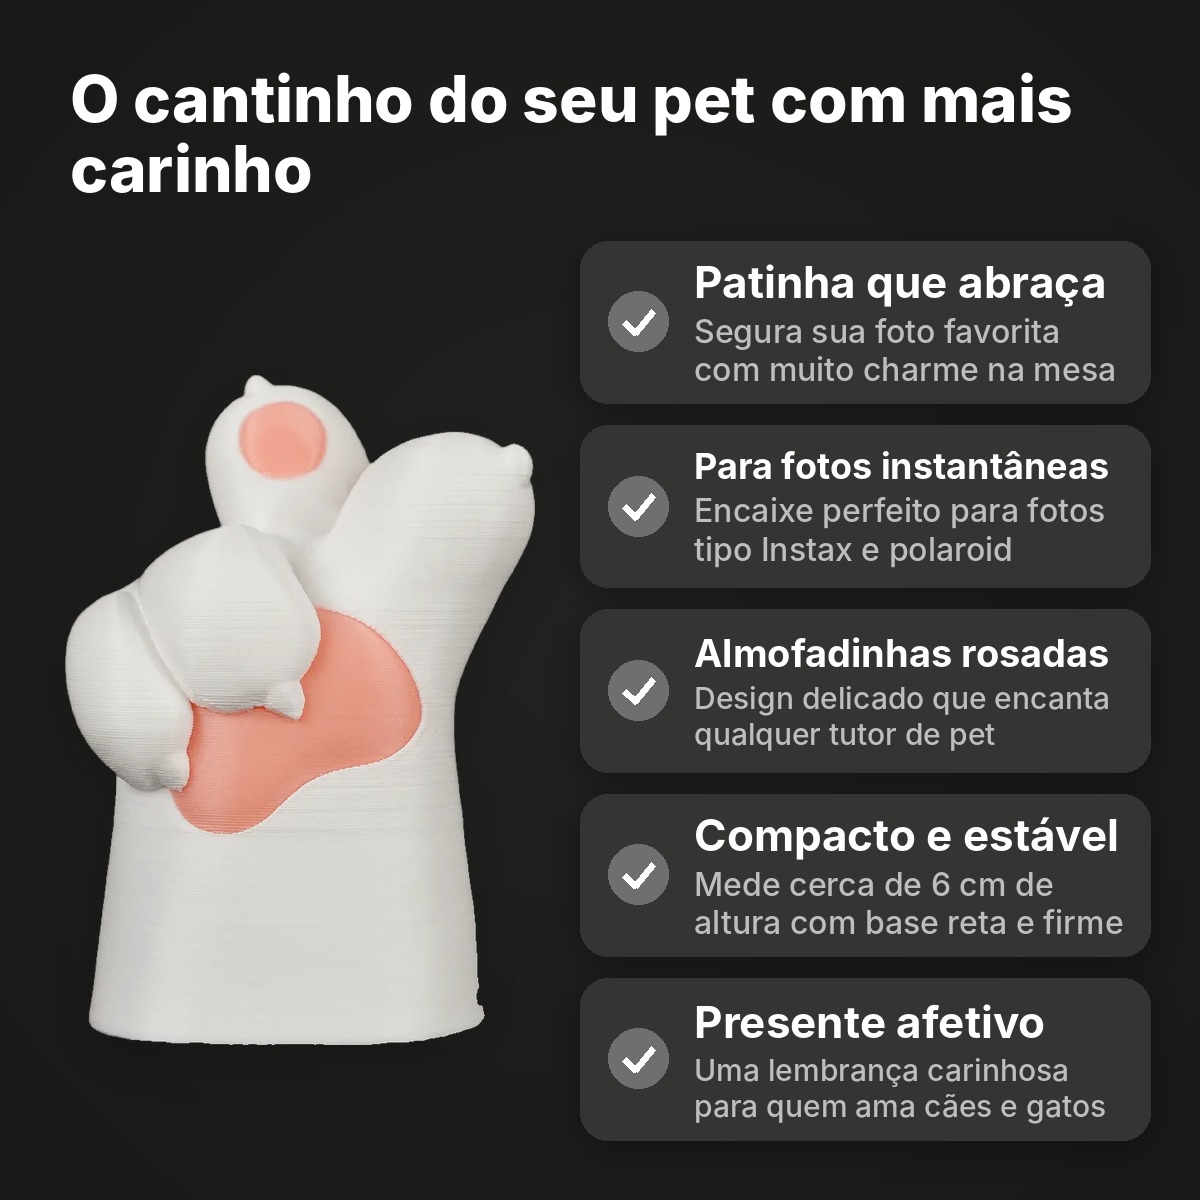 O cantinho do seu pet com mais
carinho
Patinha que abraça
Segura sua foto favorita
com muito charme na mesa
Para fotos instantâneas
Encaixe perfeito para fotos
tipo Instax e polaroid
Almofadinhas rosadas
Design delicado que encanta
qualquer tutor de pet
Compacto e estável
Mede cerca de 6 cm de
altura com base reta e firme
Presente afetivo
Uma lembrança carinhosa
para quem ama cães e gatos